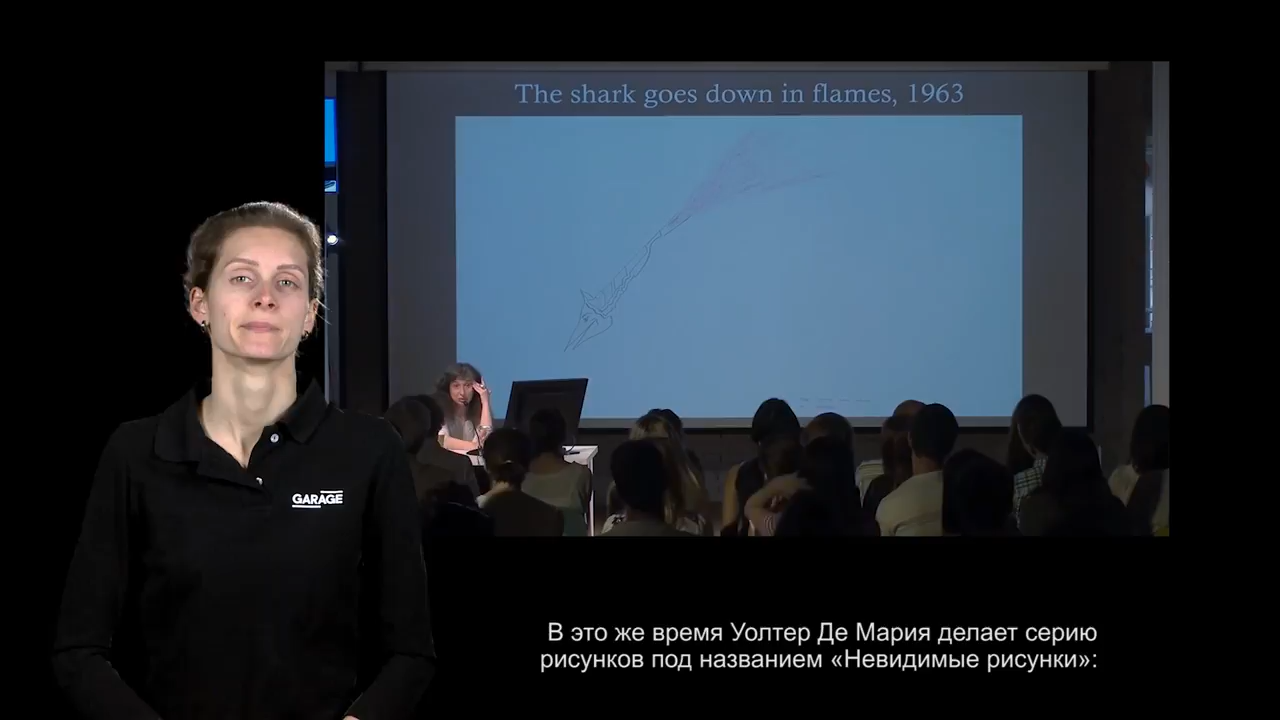 The shark goes down in flames, 1963
GARAGE
В это же время Уолтер Де Мария делает серию
рисунков под названием «Невидимые рисунки»: